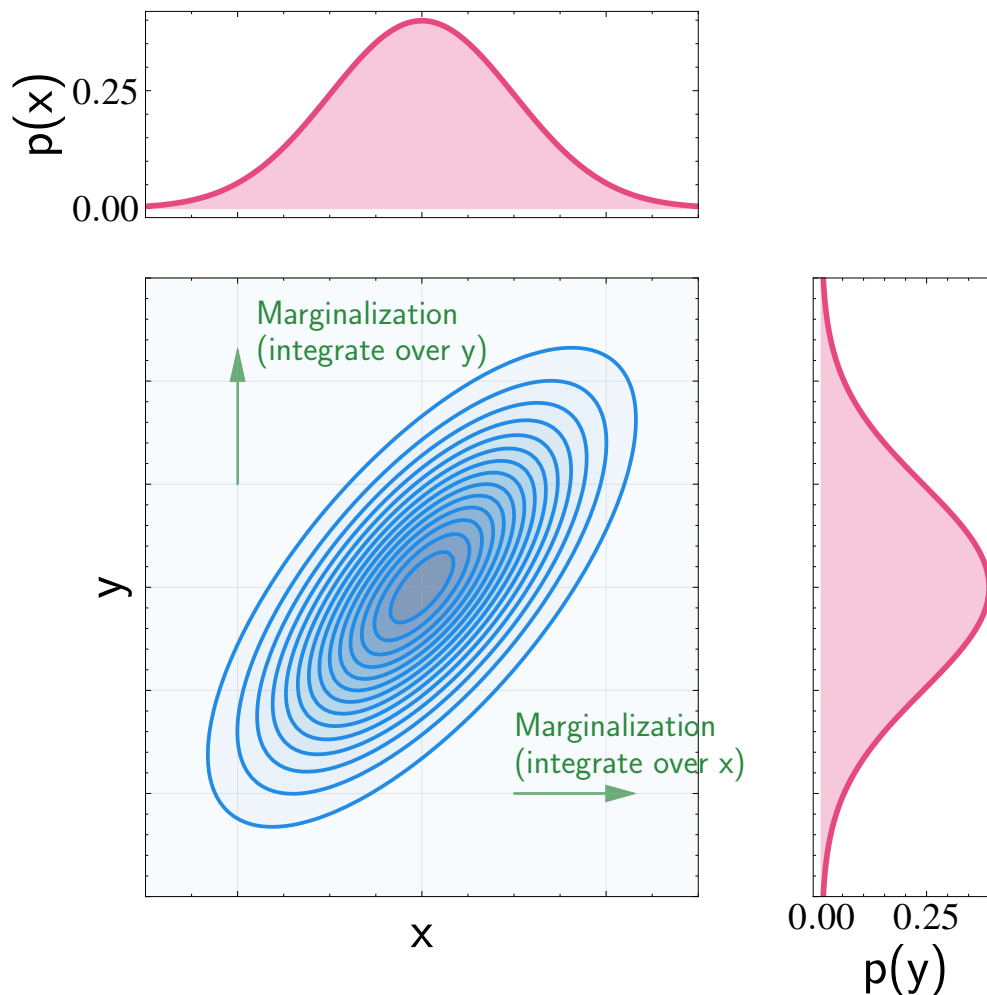 p(x)
0.25
0.00
Marginalization
(integrate over y)
y
Marginalization
(integrate over x)
x
0.00 0.25
p(y)